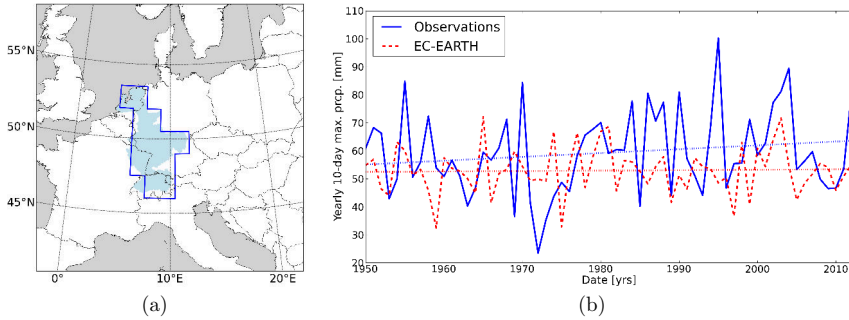 55°N
50°N
45°N
0°
10°E
20°E
(a)
Observations
EC-EARTH
Yearly 10-day max. prcp. [mm]
110
100
90
80
70
60
50
40
30
20
1950
1960
1970
1980
1990
2000
2010
Date [yrs]
(b)